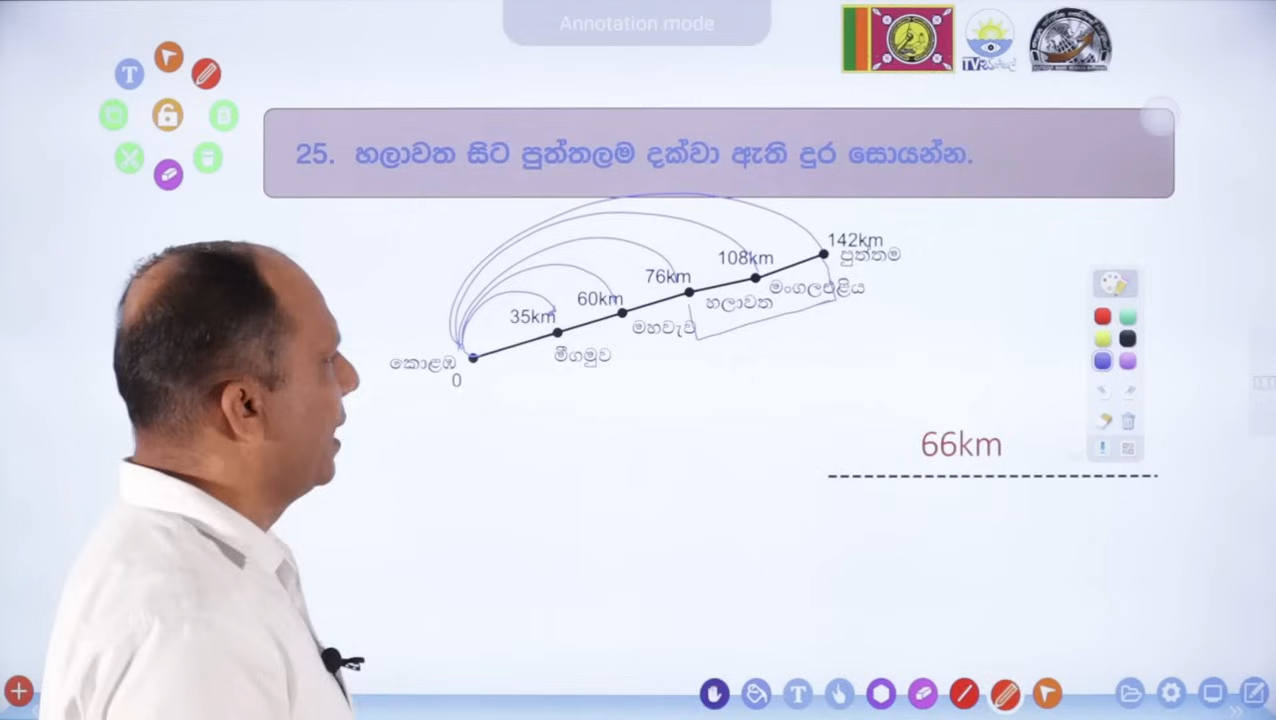 Annotation mode
25. හලාවත සිට පුත්තලම දක්වා ඇති දුර සොයන්න.
142km
පුත්තම
108km
මංගලඑළිය
76km
හලාවත
60km
මහවැව
35km
මීගමුව
කොළඹ
0
66km